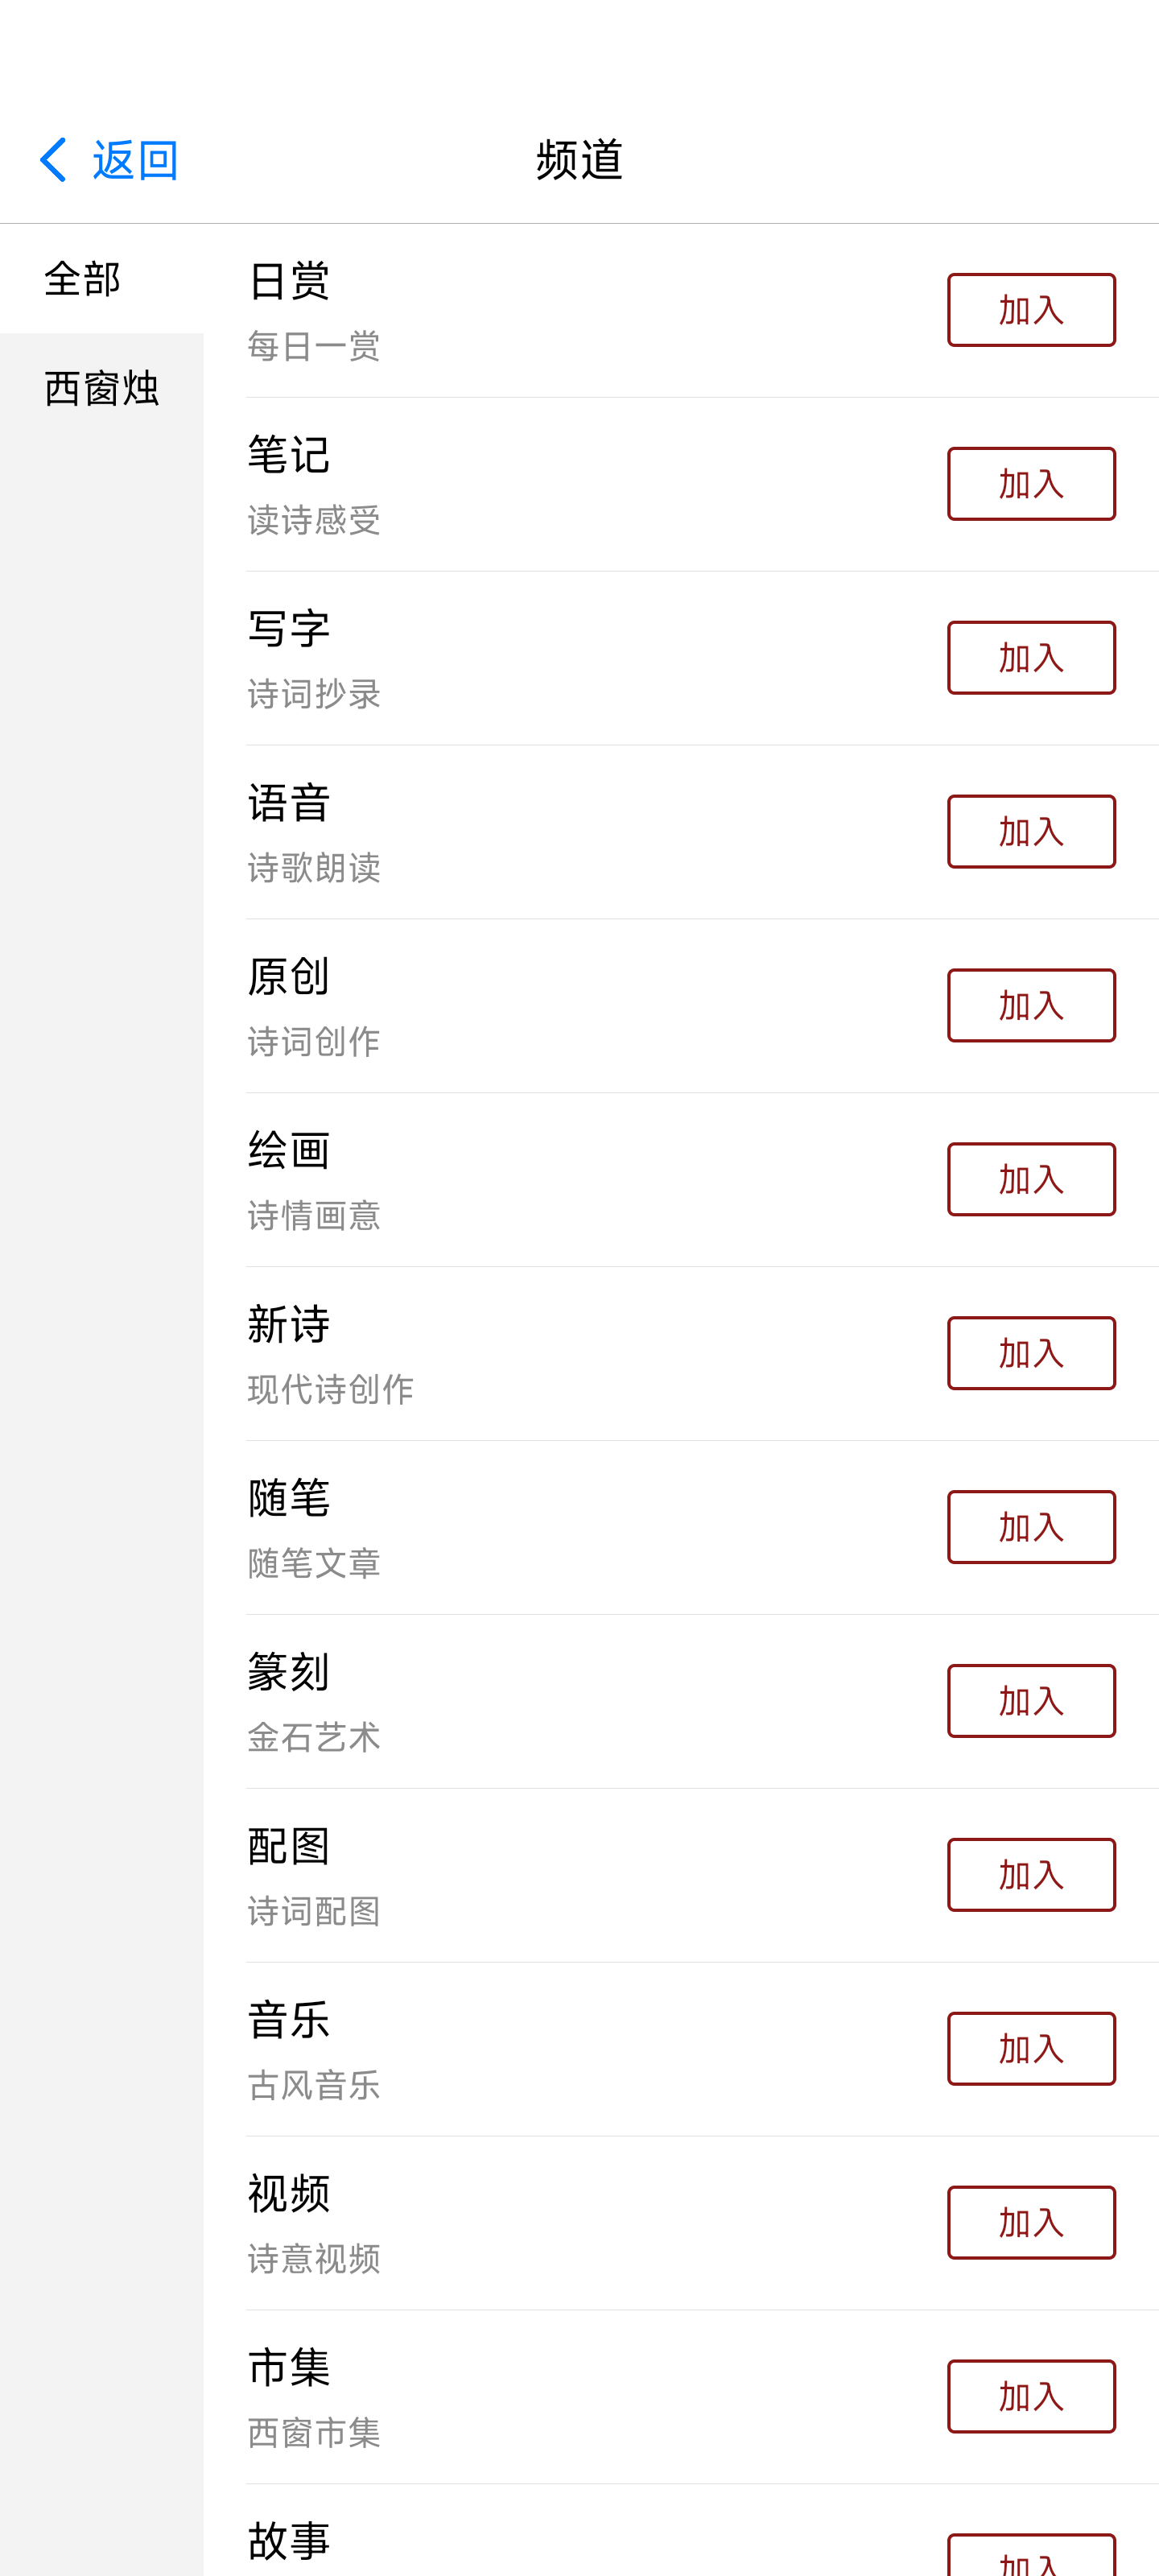 返回
频道
全部
西窗烛
日赏
每日一赏
加入
笔记
读诗感受
加入
写字
诗词抄录
加入
语音
诗歌朗读
加入
原创
诗词创作
加入
绘画
诗情画意
加入
新诗
现代诗创作
加入
随笔
随笔文章
加入
篆刻
金石艺术
加入
配图
诗词配图
加入
音乐
古风音乐
加入
视频
诗意视频
加入
市集
西窗市集
加入
故事
加入